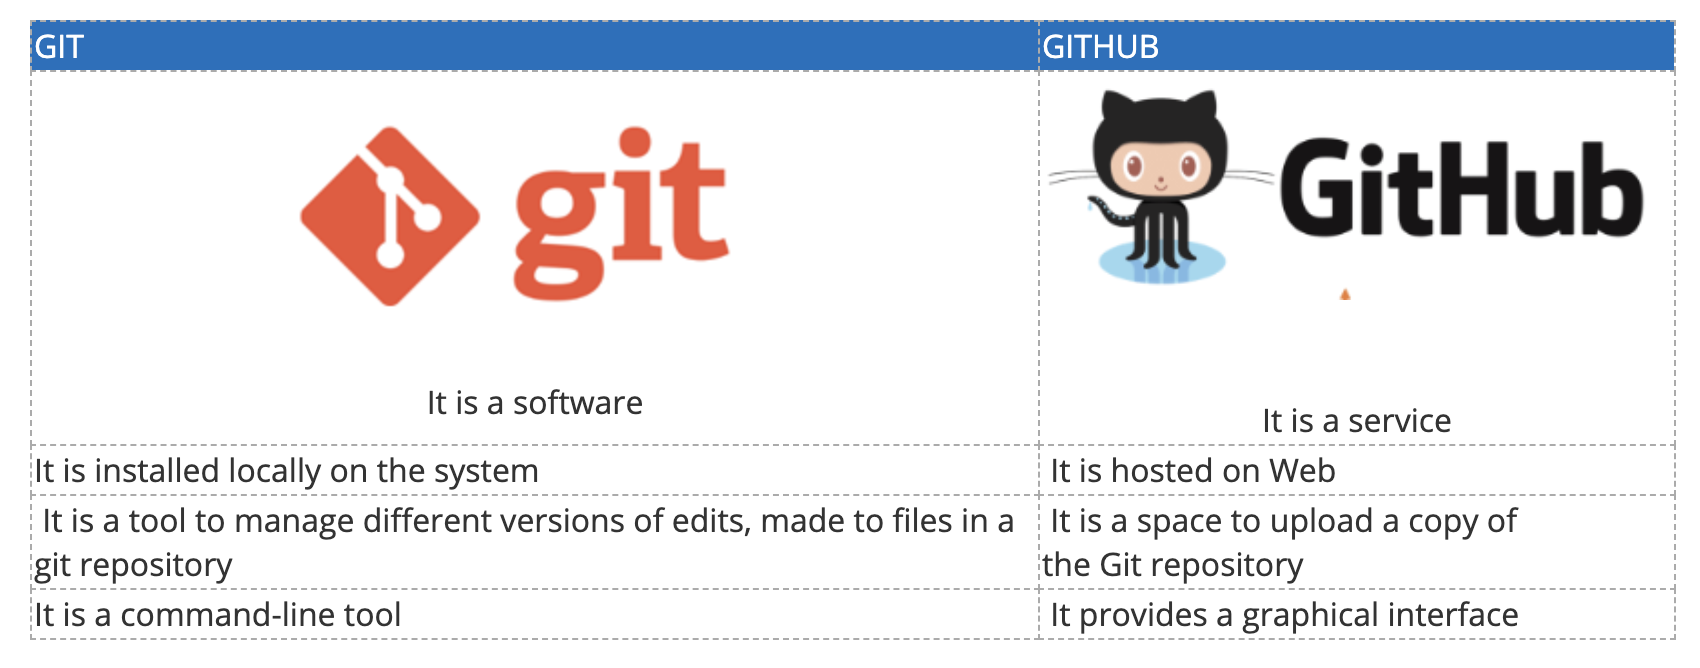 GIT
GITHUB
git
GitHub
It is a software
It is a service
It is installed locally on the system
It is hosted on Web
It is a tool to manage different versions of edits, made to files in a
git repository
It is a space to upload a copy of
the Git repository
It is a command-line tool
It provides a graphical interface